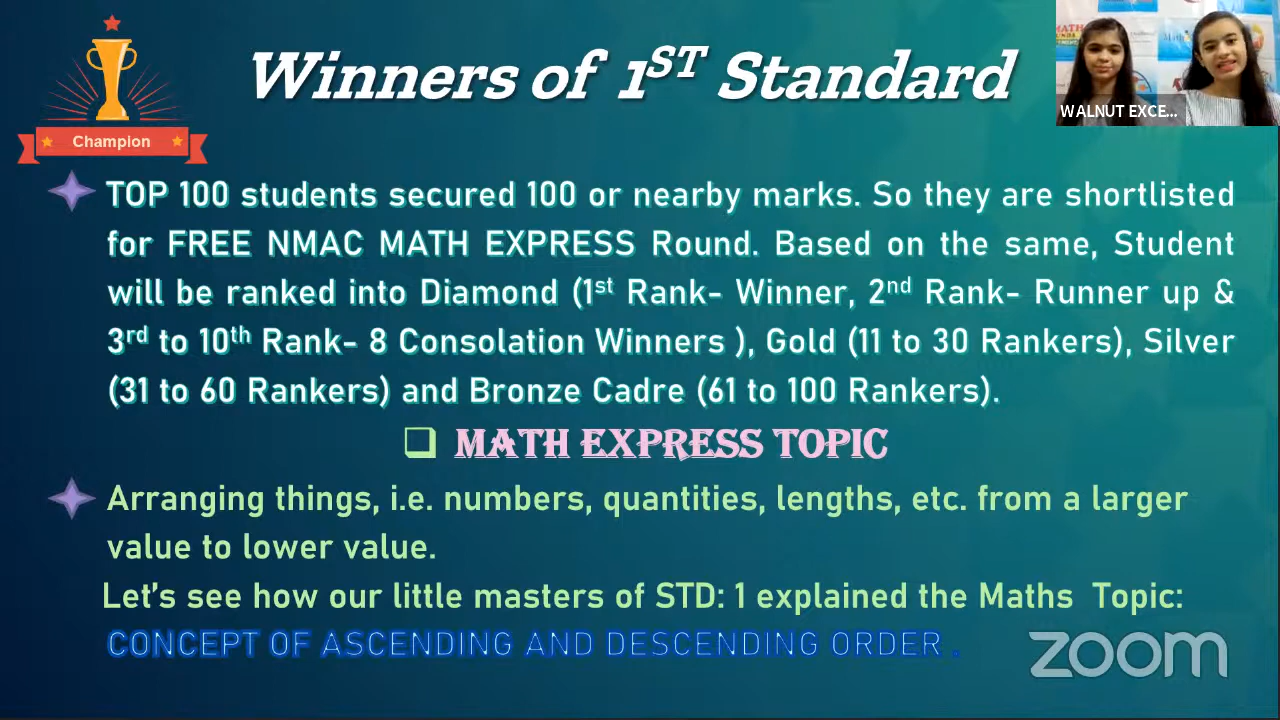 Winners of 1ST Standard
WALNUT EXCE...
Champion
TOP 100 students secured 100 or nearby marks. So they are shortlisted
for FREE NMAC MATH EXPRESS Round. Based on the same, Student
will be ranked into Diamond (1st Rank- Winner, 2nd Rank- Runner up &
3rd to 10th Rank- 8 Consolation Winners ), Gold (11 to 30 Rankers), Silver
(31 to 60 Rankers) and Bronze Cadre (61 to 100 Rankers).
MATH EXPRESS TOPIC
Arranging things, i.e. numbers, quantities, lengths, etc. from a larger
value to lower value.
Let's see how our little masters of STD: 1 explained the Maths Topic:
CONCEPT OF ASCENDING AND DESCENDING ORDER .
zoom